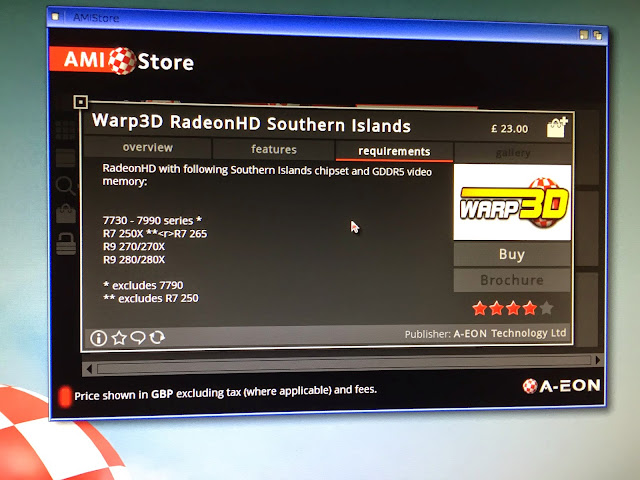 AMIStore
AMI Store
Warp3D RadeonHD Southern Islands
£ 23.00
overview
features
requirements
gallery
RadeonHD with following Southern Islands chipset and GDDR5 video
memory:
7730 - 7990 series *
R7 250X **<r>R7 265
R9 270/270X
R9 280/280X
* excludes 7790
** excludes R7 250
WARP3D
Buy
Brochure
Publisher: A-EON Technology Ltd
Price shown in GBP excluding tax (where applicable) and fees.
A-EON